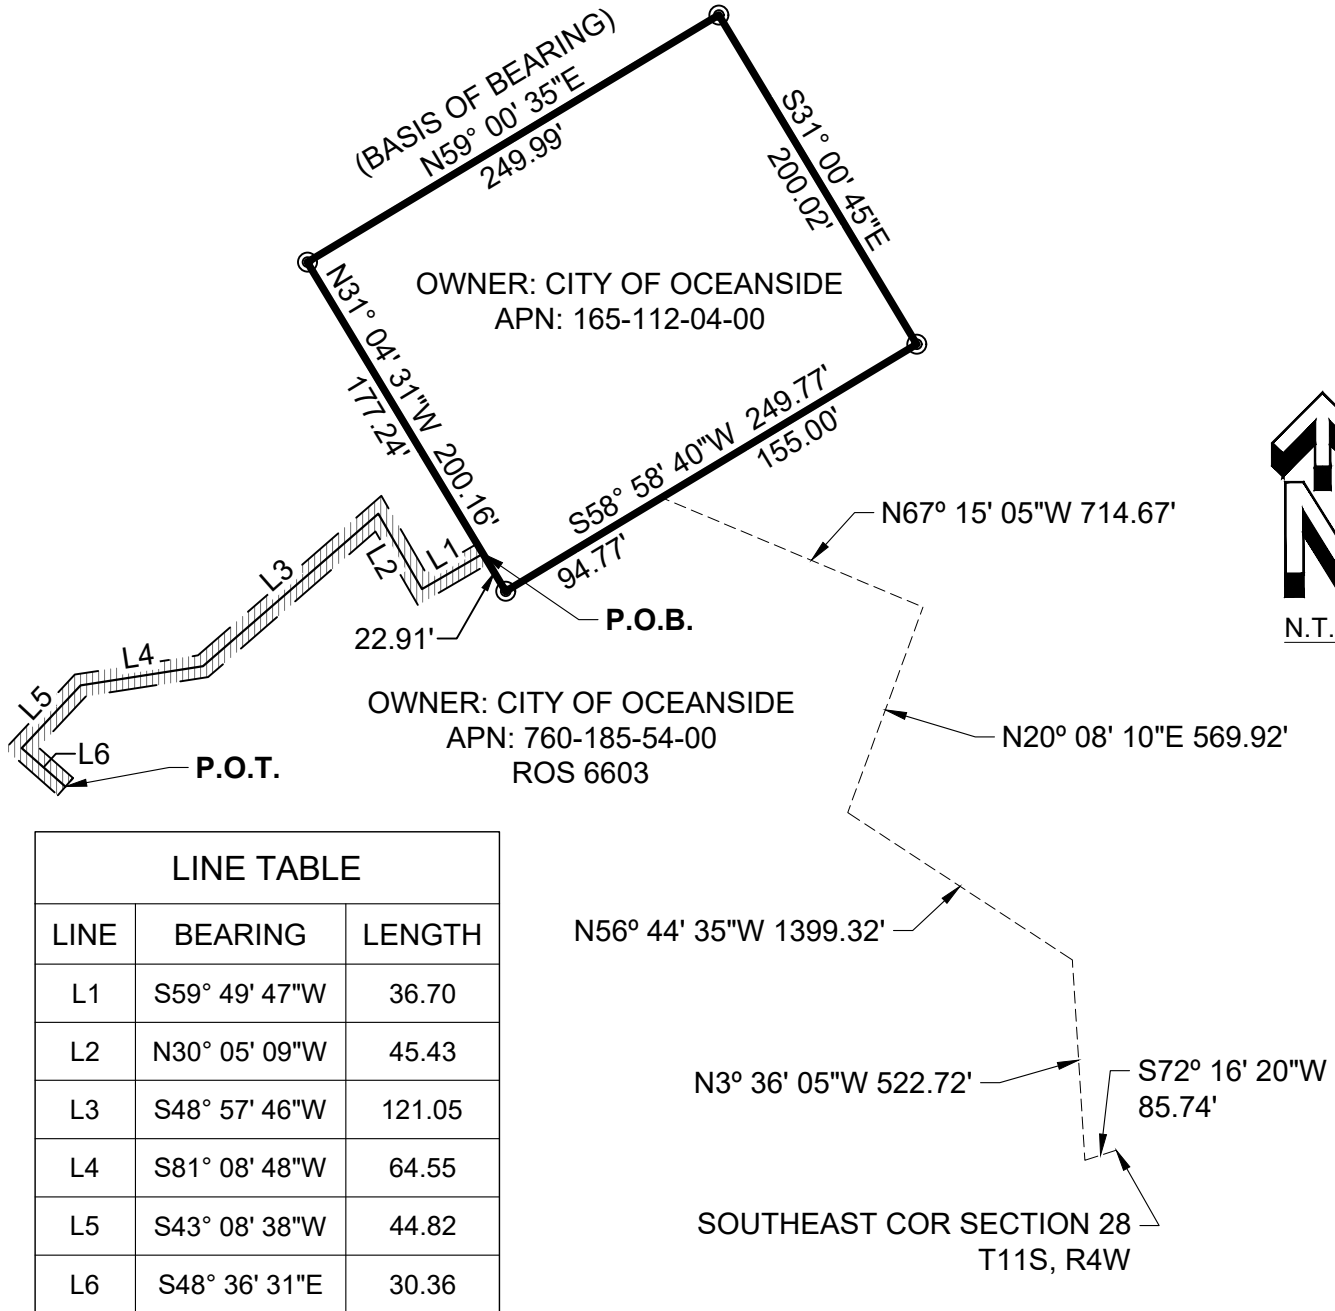 (BASIS OF BEARING)
N59° 00' 35"E
249.99'
S31° 00' 45"E
200.02'
OWNER: CITY OF OCEANSIDE
APN: 165-112-04-00
N31° 04' 31"W 200.16'
177.24'
S58° 58' 40"W 249.77'
155.00'
94.77'
N67º 15' 05"W 714.67'
L1
L2
L3
L4
L5
L6
22.91'
P.O.B.
P.O.T.
N
N.T.
OWNER: CITY OF OCEANSIDE
APN: 760-185-54-00
ROS 6603
N20º 08' 10"E 569.92'
N56º 44' 35"W 1399.32'
N3º 36' 05"W 522.72'
S72º 16' 20"W
85.74'
SOUTHEAST COR SECTION 28
T11S, R4W
LINE TABLE
LINE BEARING LENGTH
L1 S59° 49' 47"W 36.70
L2 N30° 05' 09"W 45.43
L3 S48° 57' 46"W 121.05
L4 S81° 08' 48"W 64.55
L5 S43° 08' 38"W 44.82
L6 S48° 36' 31"E 30.36